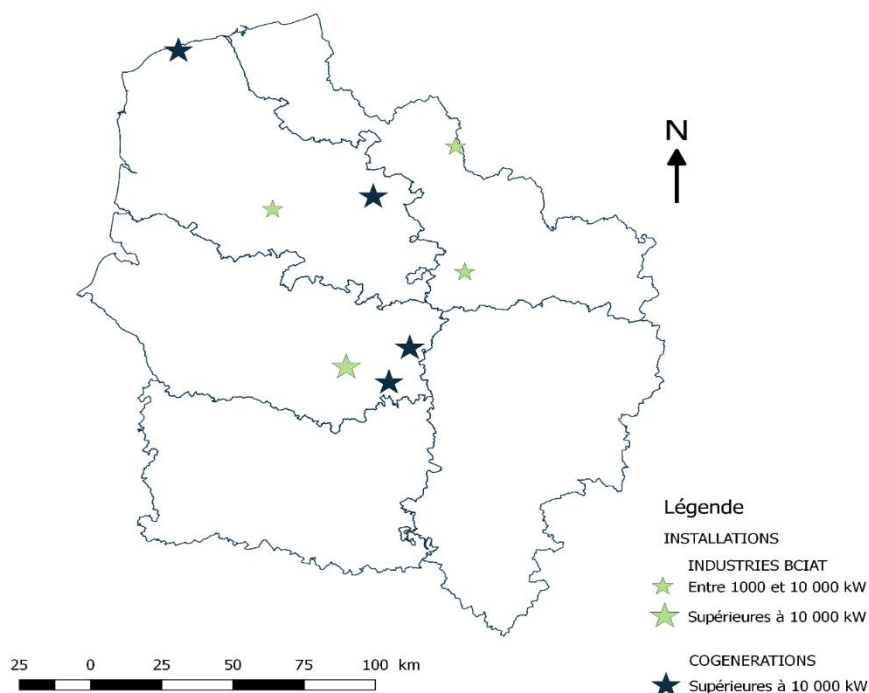 N
Légende
INSTALLATIONS
INDUSTRIES BCIAT
Entre 1000 et 10 000 kW
Supérieures à 10 000 kW
COGENERATIONS
Supérieures à 10 000 kW
25 0 25 50 75 100 km